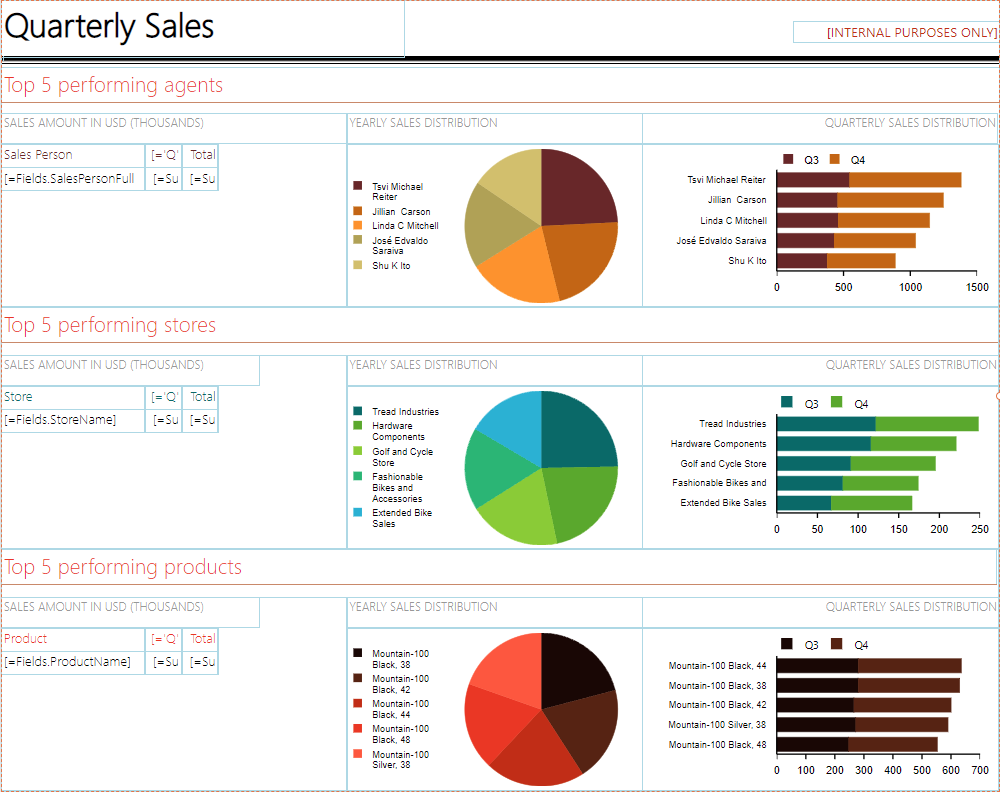 Quarterly Sales
[INTERNAL PURPOSES ONLY]
Top 5 performing agents
SALES AMOUNT IN USD (THOUSANDS)
YEARLY SALES DISTRIBUTION
QUARTERLY SALES DISTRIBUTION
Sales Person [='Q' Total
[=Fields.SalesPersonFull [=Su [=Su
Tsvi Michael
Reiter
Jillian Carson
Linda C Mitchell
José Edvaldo
Saraiva
Shu K Ito
Q3 Q4
Tsvi Michael Reiter
Jillian Carson
Linda C Mitchell
José Edvaldo Saraiva
Shu K Ito
0 500 1000 1500
Top 5 performing stores
SALES AMOUNT IN USD (THOUSANDS)
YEARLY SALES DISTRIBUTION
QUARTERLY SALES DISTRIBUTION
Store [='Q' Total
[=Fields.StoreName] [=Su [=Su
Tread Industries
Hardware
Components
Golf and Cycle
Store
Fashionable
Bikes and
Accessories
Extended Bike
Sales
Q3 Q4
Tread Industries
Hardware Components
Golf and Cycle Store
Fashionable Bikes and
Extended Bike Sales
0 50 100 150 200 250
Top 5 performing products
SALES AMOUNT IN USD (THOUSANDS)
YEARLY SALES DISTRIBUTION
QUARTERLY SALES DISTRIBUTION
Product [='Q' Total
[=Fields.ProductName] [=Su [=Su
Mountain-100
Black, 38
Mountain-100
Black, 42
Mountain-100
Black, 44
Mountain-100
Black, 48
Mountain-100
Silver, 38
Q3 Q4
Mountain-100 Black, 44
Mountain-100 Black, 38
Mountain-100 Black, 42
Mountain-100 Silver, 38
Mountain-100 Black, 48
0 100 200 300 400 500 600 700